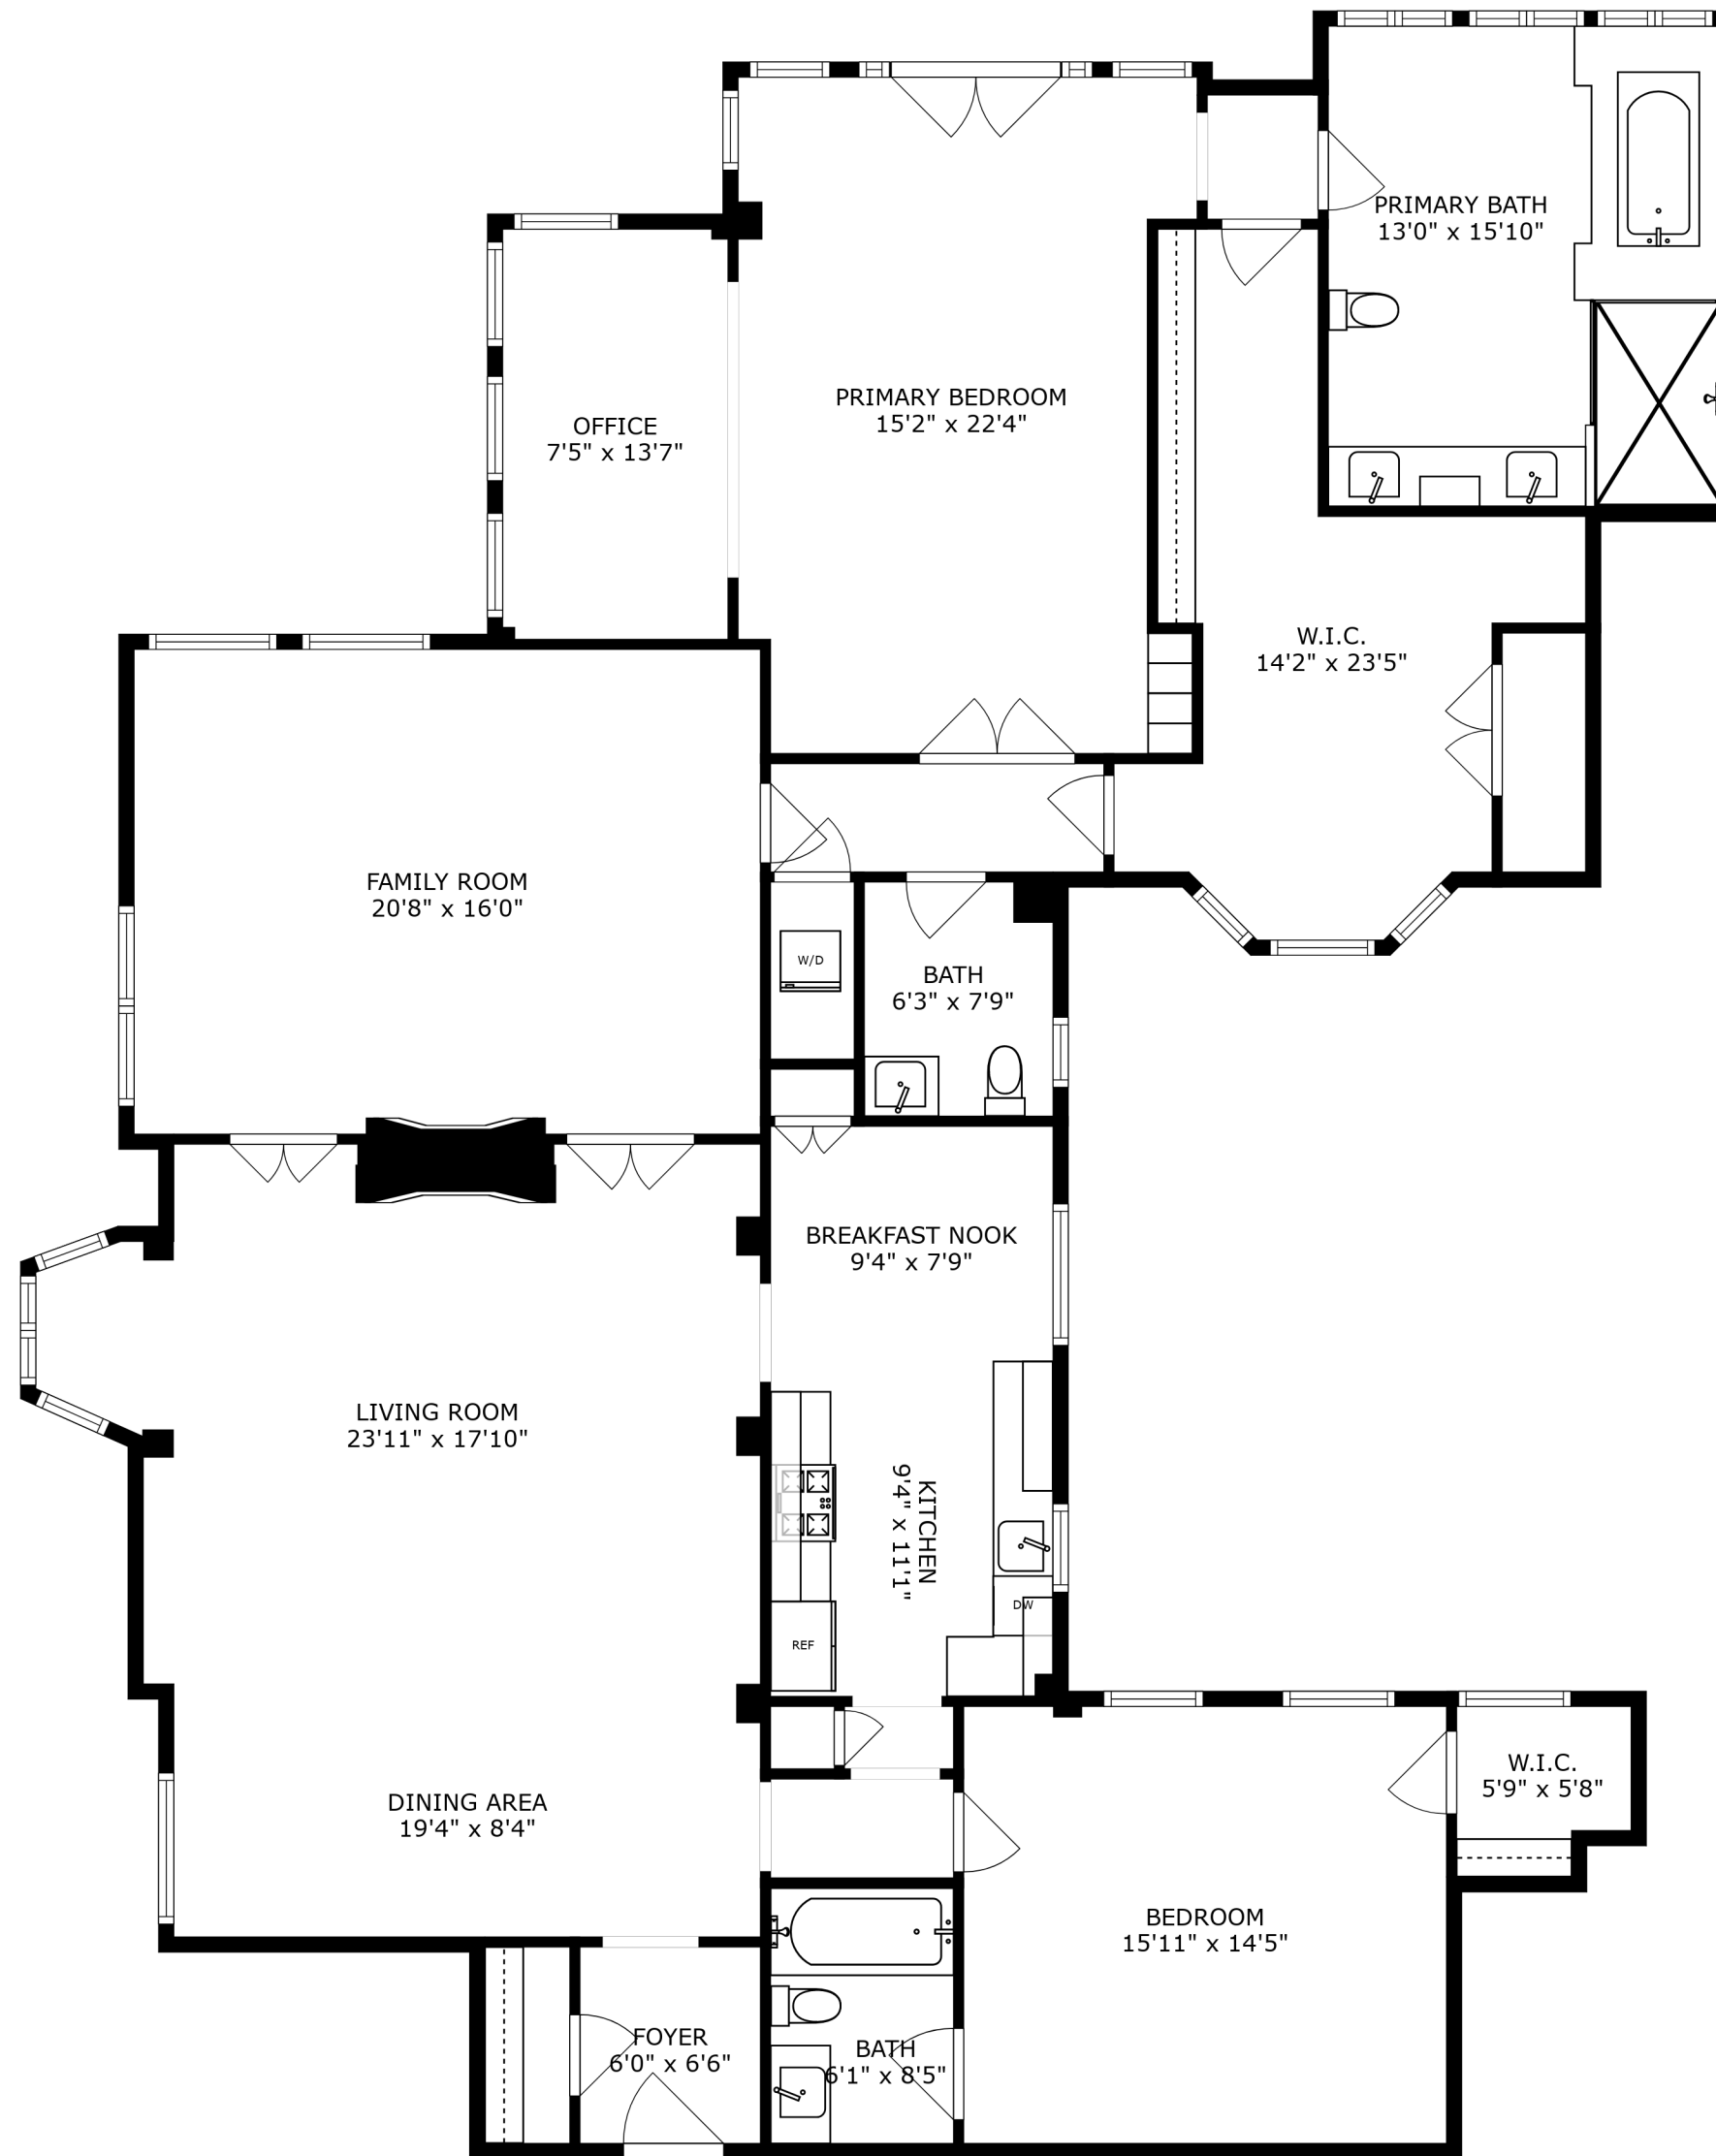 PRIMARY BATH
13'0" x 15'10"
PRIMARY BEDROOM
15'2" x 22'4"
OFFICE
7'5" x 13'7"
W.I.C.
14'2" x 23'5"
FAMILY ROOM
20'8" x 16'0"
W/D
BATH
6'3" x 7'9"
BREAKFAST NOOK
9'4" x 7'9"
LIVING ROOM
23'11" x 17'10"
KITCHEN
9'4" x 11'1"
DW
REF
W.I.C.
5'9" x 5'8"
DINING AREA
19'4" x 8'4"
BEDROOM
15'11" x 14'5"
FOYER
6'0" x 6'6"
BATH
6'1" x 8'5"